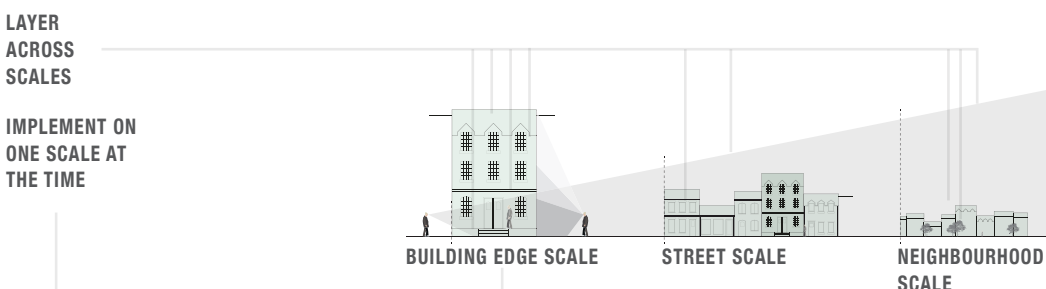 LAYER
ACROSS
SCALES
IMPLEMENT ON
ONE SCALE AT
THE TIME
BUILDING EDGE SCALE
STREET SCALE
NEIGHBOURHOOD
SCALE